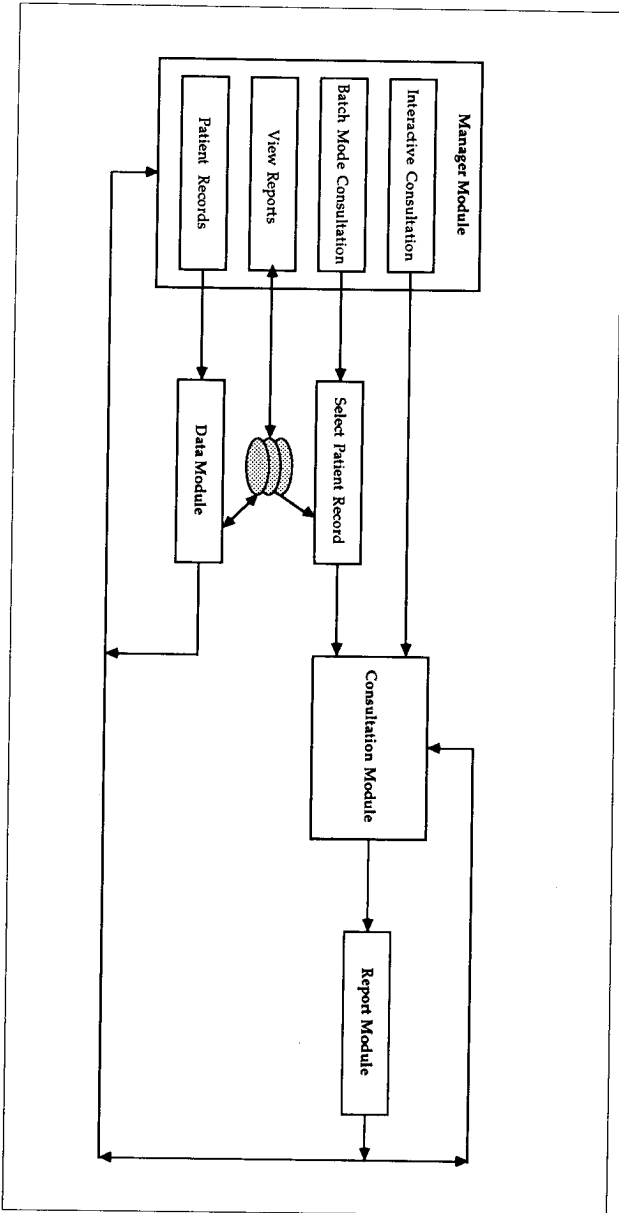 Manager Module
Interactive Consultation
Batch Mode Consultation
View Reports
Patient Records
Select Patient Record
Data Module
Consultation Module
Report Module